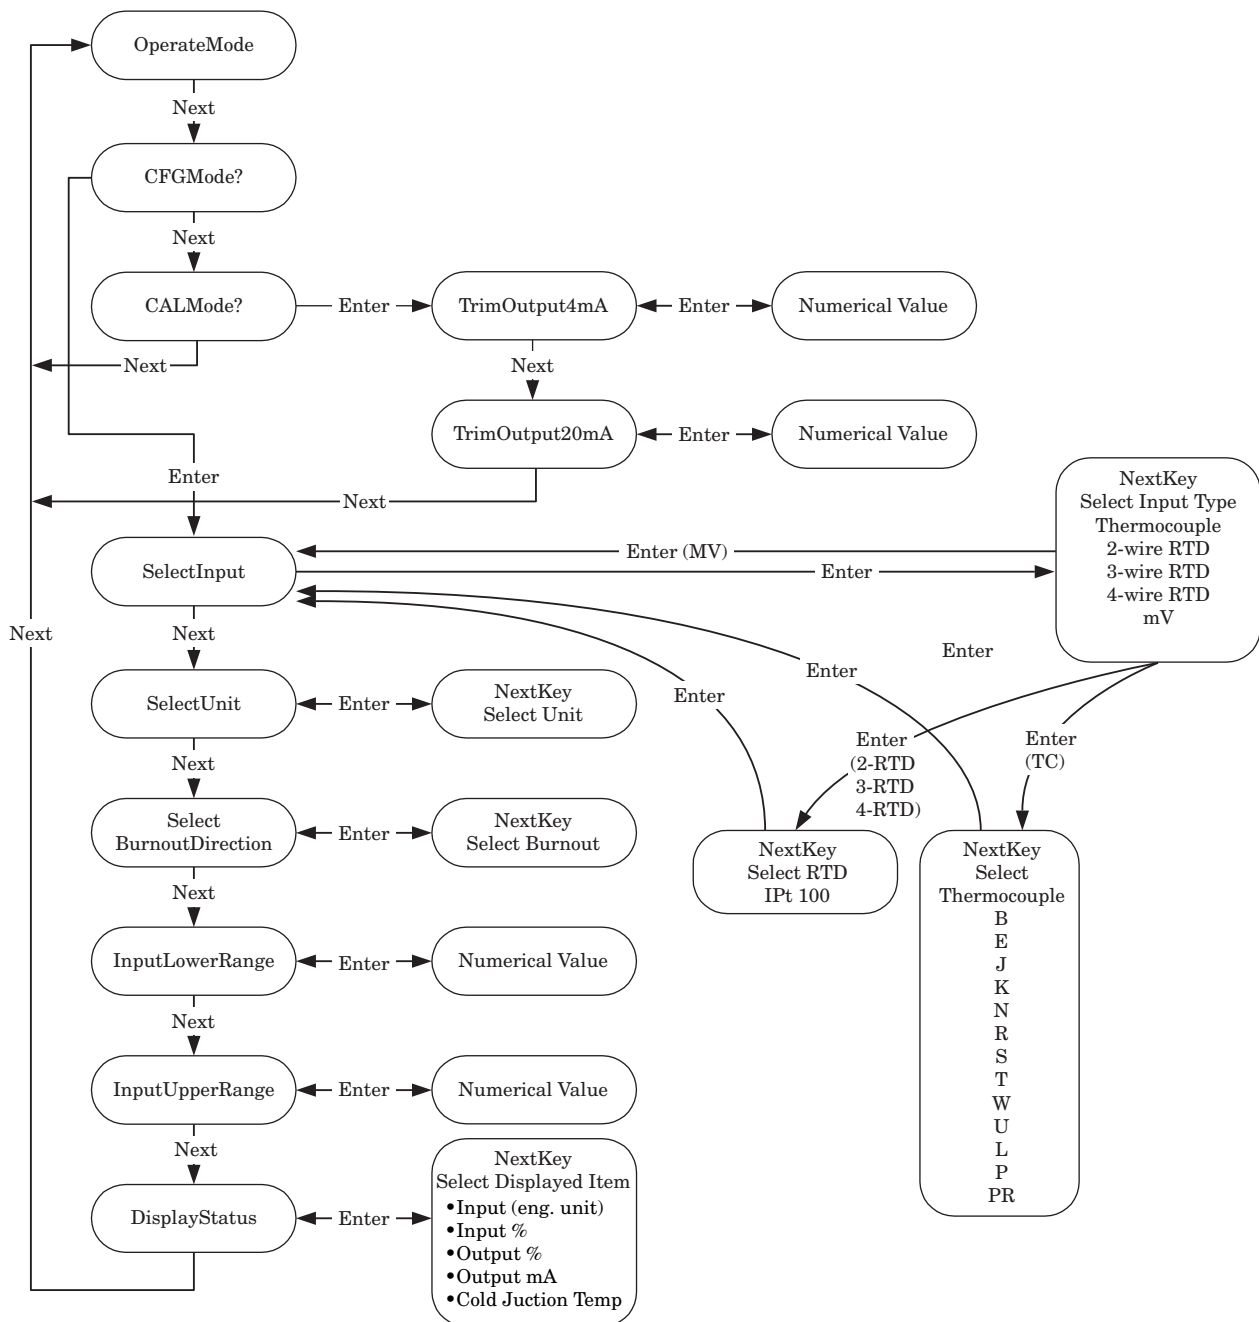 OperateMode
Next
CFGMode?
Next
CALMode?
Enter
TrimOutput4mA
Enter
Numerical Value
Next
Next
TrimOutput20mA
Enter
Numerical Value
Enter
Next
NextKey
Select Input Type
Thermocouple
2-wire RTD
3-wire RTD
4-wire RTD
mV
Enter (MV)
SelectInput
Enter
Next
Next
Enter
Enter
Enter
SelectUnit
Enter
NextKey
Select Unit
Next
Enter
(2-RTD
3-RTD
4-RTD)
Enter
(TC)
Select
BurnoutDirection
Enter
NextKey
Select Burnout
NextKey
Select RTD
IPt 100
NextKey
Select
Thermocouple
B
E
J
K
N
R
S
T
W
U
L
P
PR
Next
InputLowerRange
Enter
Numerical Value
Next
InputUpperRange
Enter
Numerical Value
Next
DisplayStatus
Enter
NextKey
Select Displayed Item
•Input (eng. unit)
•Input %
•Output %
•Output mA
•Cold Juction Temp